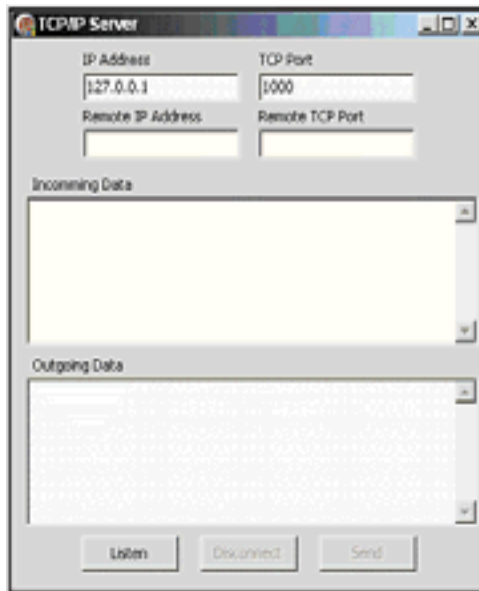 TCP/IP Server
IP Address TCP Port
127.0.0.1 1000
Remote IP Address Remote TCP Port
Incomming Data
Outgoing Data
Listen Disconnect Send